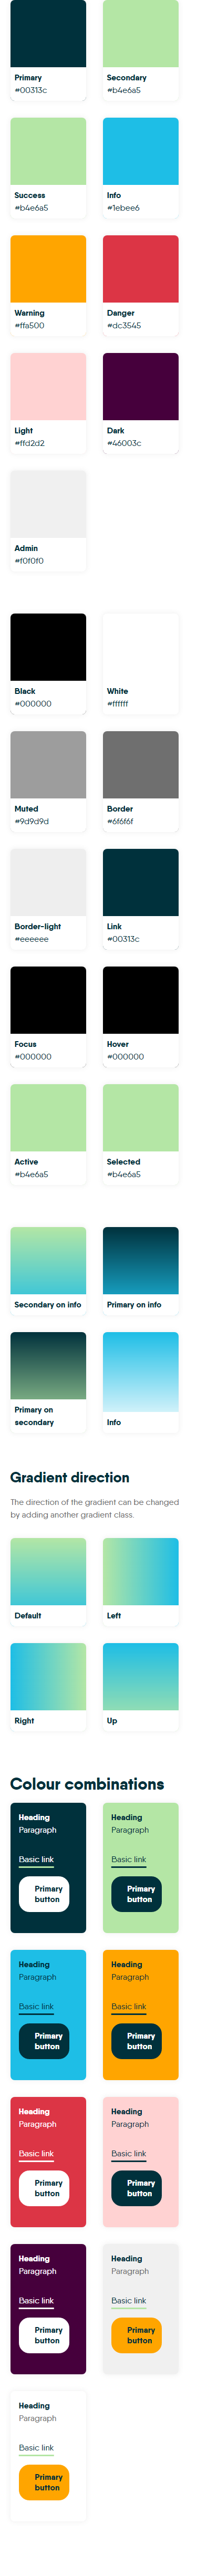 Primary
#00313c
Secondary
#b4e6a5
Success
#b4e6a5
Info
#1ebee6
Warning
#ffa500
Danger
#dc3545
Light
#ffd2d2
Dark
#46003c
Admin
#f0f0f0
Black
#000000
White
#ffffff
Muted
#9d9d9d
Border
#6f6f6f
Border-light
#eeeeee
Link
#00313c
Focus
#000000
Hover
#000000
Active
#b4e6a5
Selected
#b4e6a5
Secondary on info
Primary on info
Primary on
secondary
Info
Gradient direction
The direction of the gradient can be changed
by adding another gradient class.
Default
Left
Right
Up
Colour combinations
Heading
Paragraph
Basic link
Primary
button
Heading
Paragraph
Basic link
Primary
button
Heading
Paragraph
Basic link
Primary
button
Heading
Paragraph
Basic link
Primary
button
Heading
Paragraph
Basic link
Primary
button
Heading
Paragraph
Basic link
Primary
button
Heading
Paragraph
Basic link
Primary
button
Heading
Paragraph
Basic link
Primary
button
Heading
Paragraph
Basic link
Primary
button